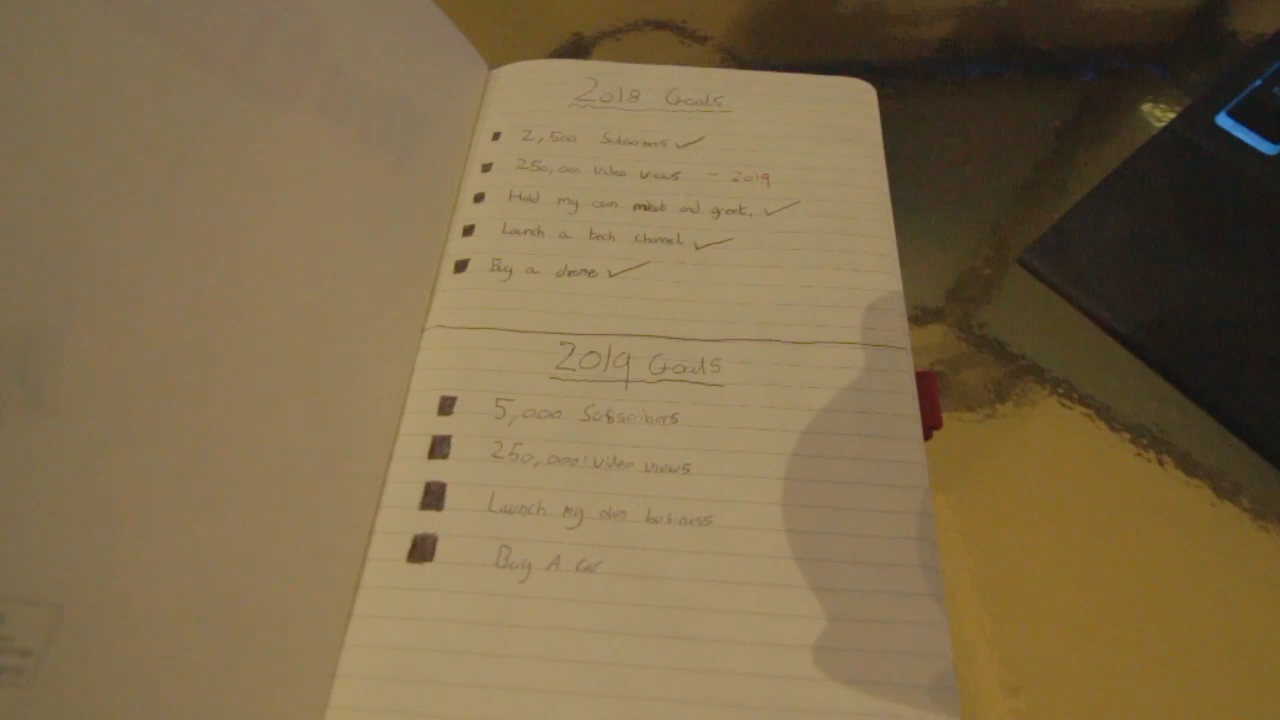 2018 Goals
2,500 Subscribers ✓
250,000 Video Views - 2019
Hold my own meet and greet. ✓
Launch a tech channel ✓
Buy a drone ✓
2019 Goals
5,000 Subscribers
250,000 Video views
Launch my own business
Buy A Car